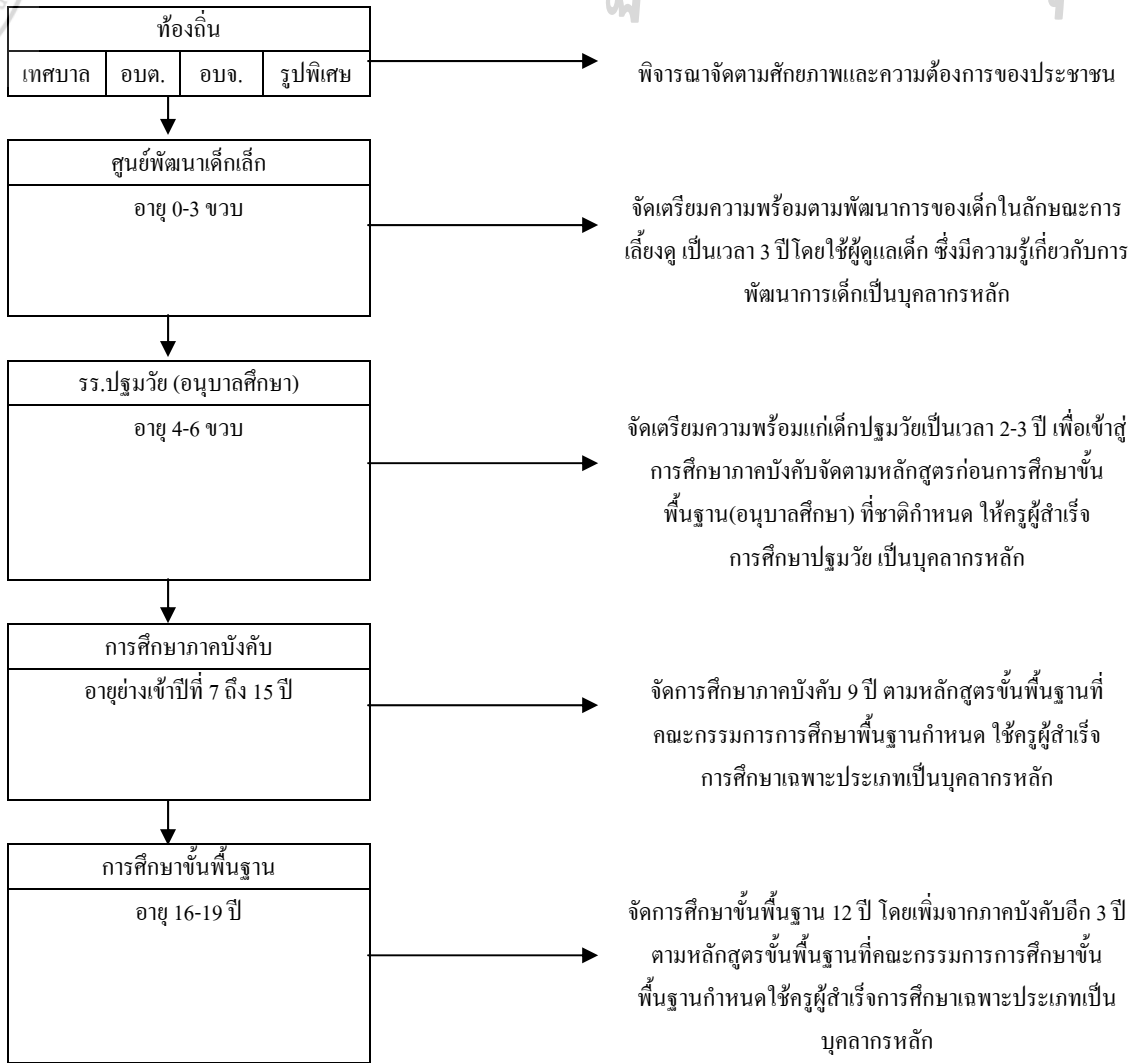 ท้องถิ่น
เทศบาล อบต. อบจ. รูปพิเศษ
พิจารณาจัดตามศักยภาพและความต้องการของประชาชน
ศูนย์พัฒนาเด็กเล็ก
อายุ 0-3 ขวบ
จัดเตรียมความพร้อมตามพัฒนาการของเด็กในลักษณะการ
เลี้ยงดู เป็นเวลา 3 ปีโดยใช้ผู้ดูแลเด็ก ซึ่งมีความรู้เกี่ยวกับการ
พัฒนาการเด็กเป็นบุคลากรหลัก
รร.ปฐมวัย (อนุบาลศึกษา)
อายุ 4-6 ขวบ
จัดเตรียมความพร้อมแก่เด็กปฐมวัยเป็นเวลา 2-3 ปี เพื่อเข้าสู่
การศึกษาภาคบังคับจัดตามหลักสูตรก่อนการศึกษาขั้น
พื้นฐาน(อนุบาลศึกษา) ที่ชาติกำหนด ให้ครูผู้สำเร็จ
การศึกษาปฐมวัย เป็นบุคลากรหลัก
การศึกษาภาคบังคับ
อายุย่างเข้าปีที่ 7 ถึง 15 ปี
จัดการศึกษาภาคบังคับ 9 ปี ตามหลักสูตรขั้นพื้นฐานที่
คณะกรรมการการศึกษาพื้นฐานกำหนด ใช้ครูผู้สำเร็จ
การศึกษาเฉพาะประเภทเป็นบุคลากรหลัก
การศึกษาขั้นพื้นฐาน
อายุ 16-19 ปี
จัดการศึกษาขั้นพื้นฐาน 12 ปี โดยเพิ่มจากภาคบังคับอีก 3 ปี
ตามหลักสูตรขั้นพื้นฐานที่คณะกรรมการการศึกษาขั้น
พื้นฐานกำหนดใช้ครูผู้สำเร็จการศึกษาเฉพาะประเภทเป็น
บุคลากรหลัก